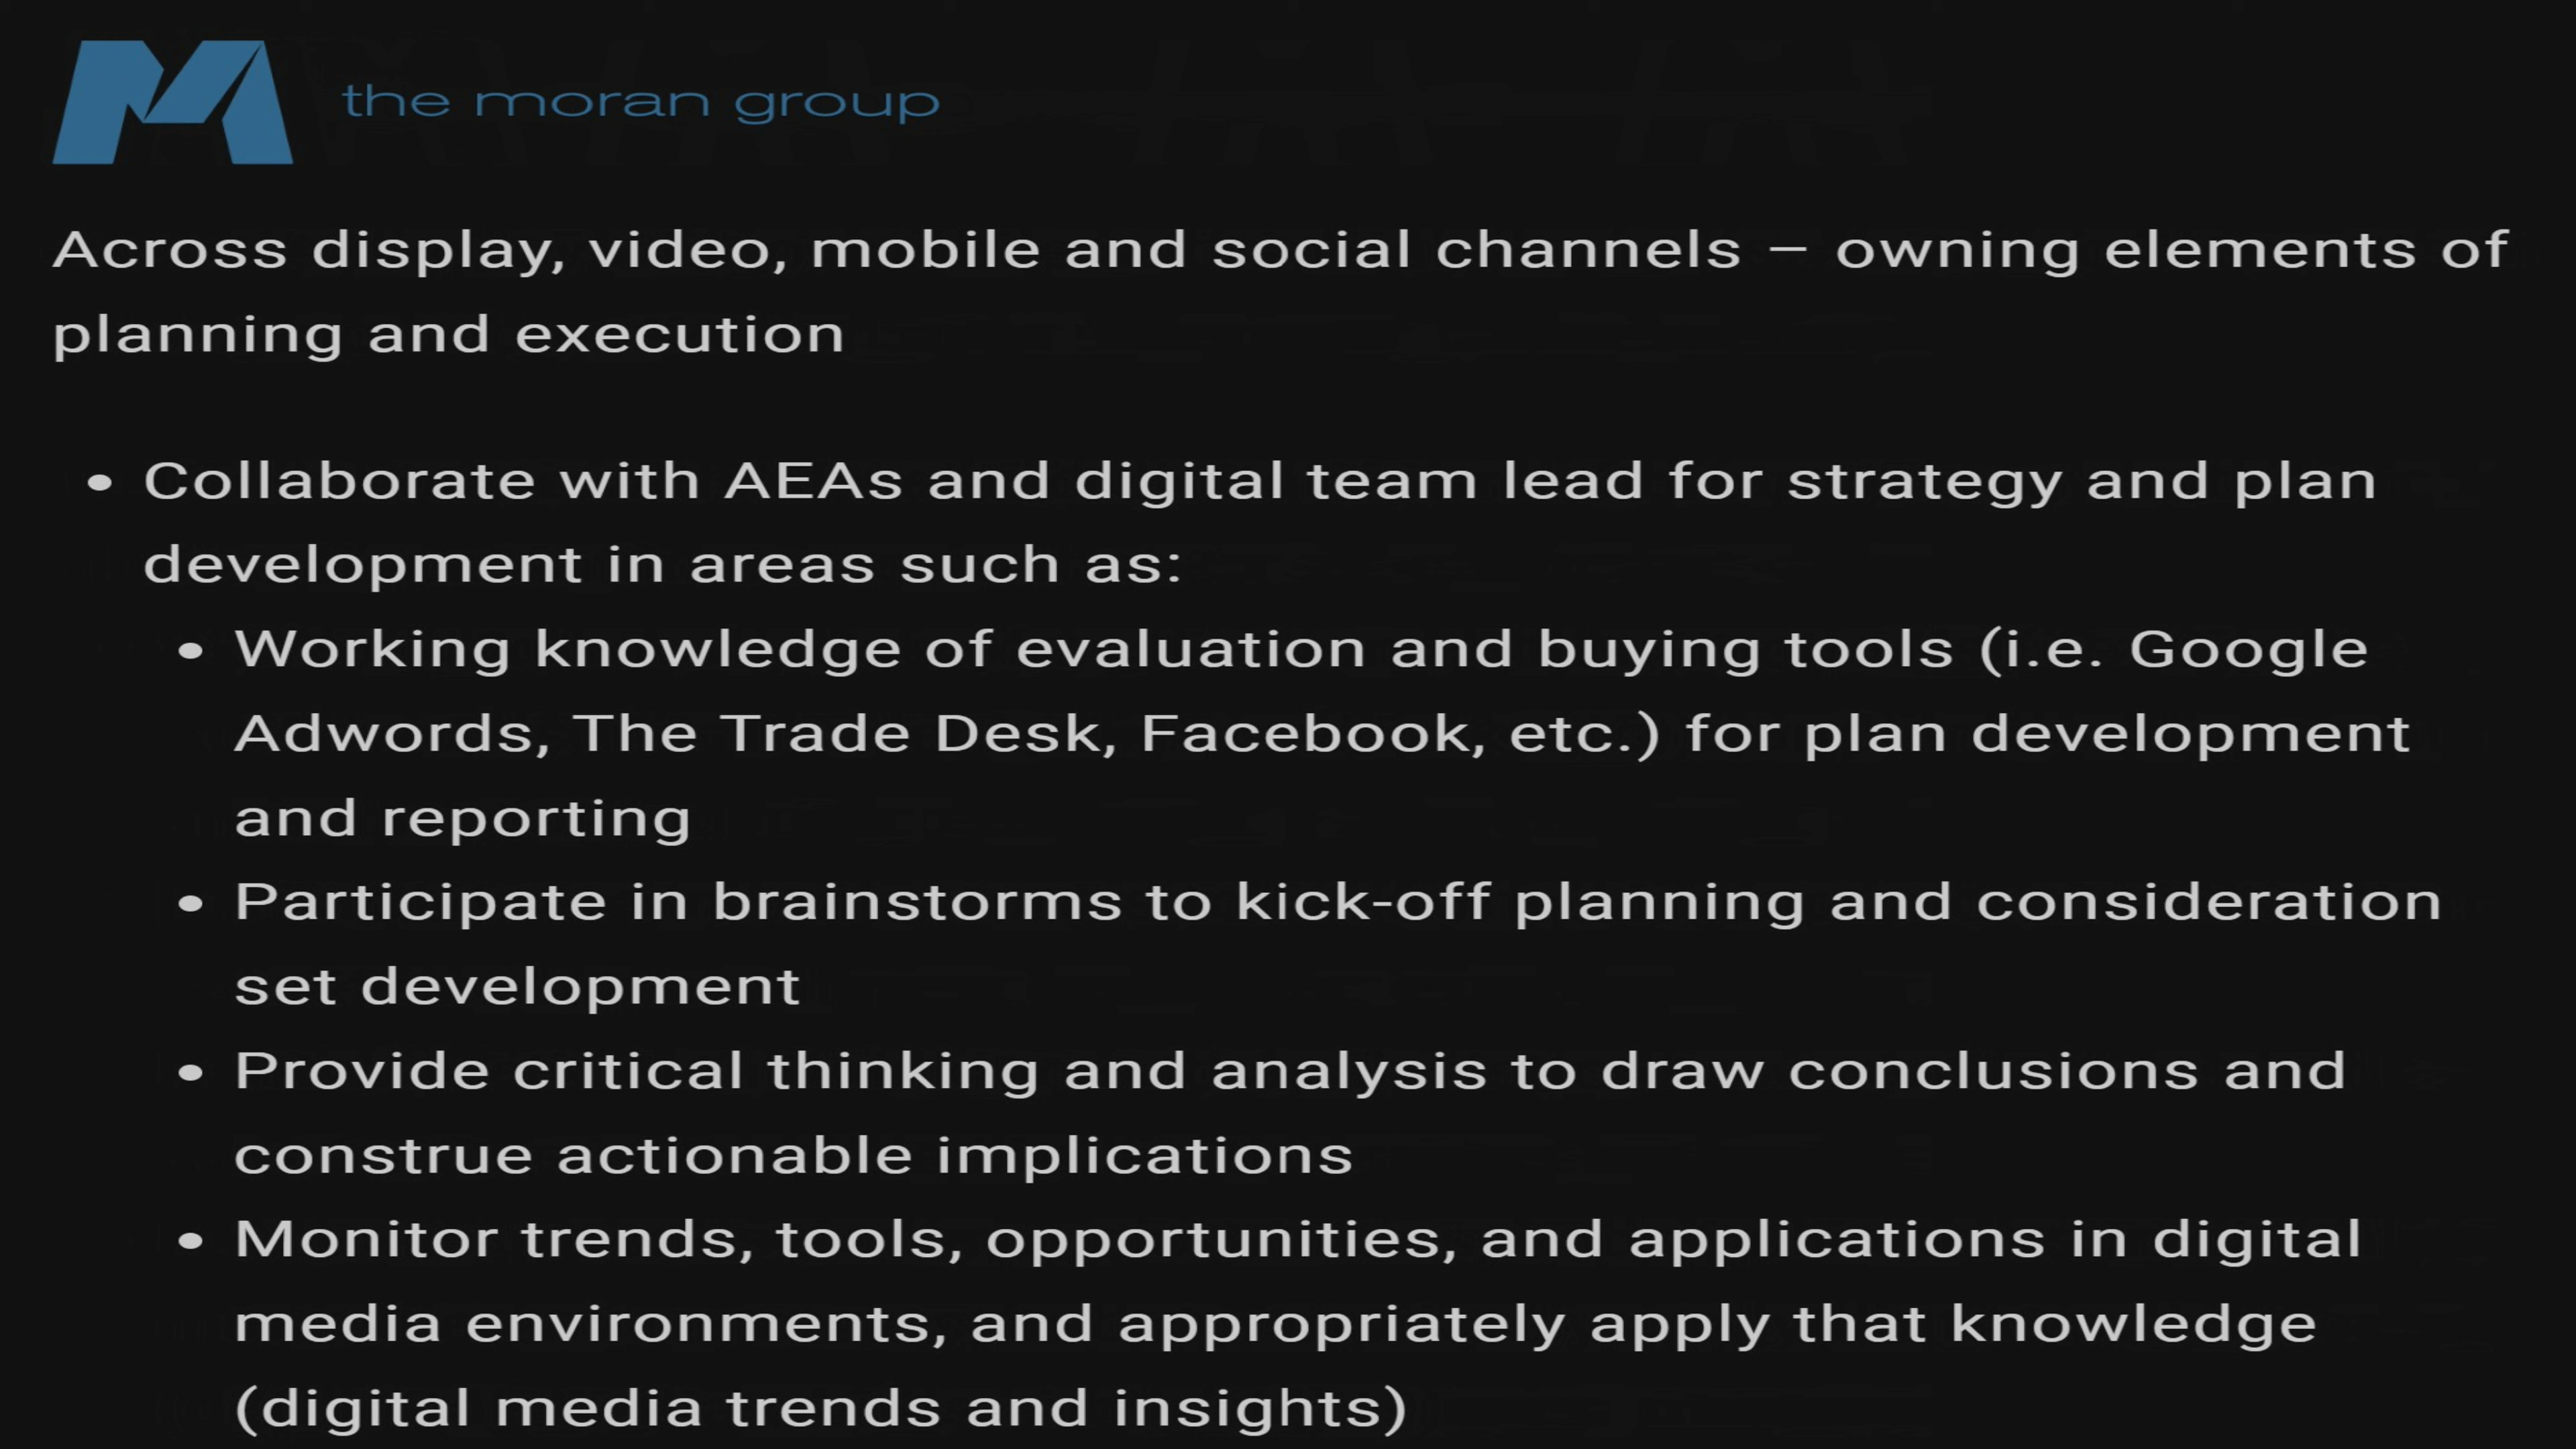 the moran group
Across display, video, mobile and social channels – owning elements of
planning and execution
• Collaborate with AEAs and digital team lead for strategy and plan
development in areas such as:
• Working knowledge of evaluation and buying tools (i.e. Google
Adwords, The Trade Desk, Facebook, etc.) for plan development
and reporting
• Participate in brainstorms to kick-off planning and consideration
set development
• Provide critical thinking and analysis to draw conclusions and
construe actionable implications
• Monitor trends, tools, opportunities, and applications in digital
media environments, and appropriately apply that knowledge
(digital media trends and insights)